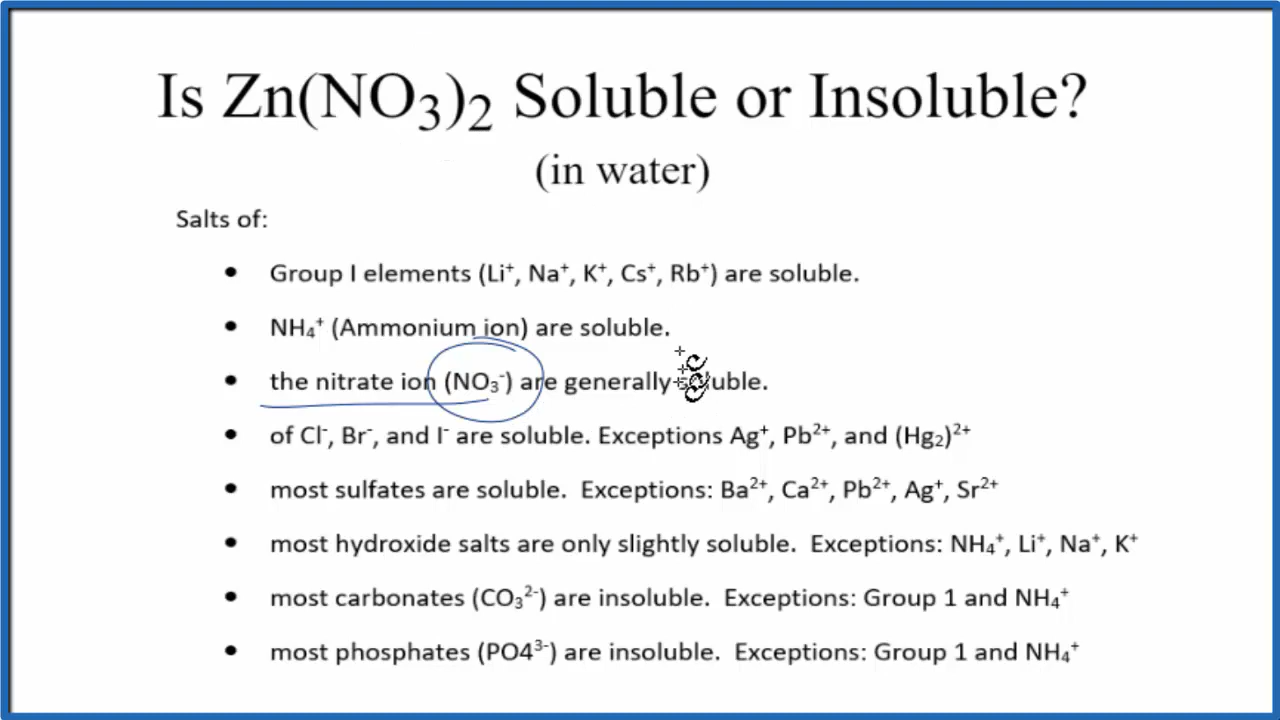 Is Zn(NO₃)₂ Soluble or Insoluble?
(in water)
Salts of:
• Group I elements (Li⁺, Na⁺, K⁺, Cs⁺, Rb⁺) are soluble.
• NH₄⁺ (Ammonium ion) are soluble.
• the nitrate ion (NO₃⁻) are generally soluble.
• of Cl⁻, Br⁻, and I⁻ are soluble. Exceptions Ag⁺, Pb²⁺, and (Hg₂)²⁺
• most sulfates are soluble. Exceptions: Ba²⁺, Ca²⁺, Pb²⁺, Ag⁺, Sr²⁺
• most hydroxide salts are only slightly soluble. Exceptions: NH₄⁺, Li⁺, Na⁺, K⁺
• most carbonates (CO₃²⁻) are insoluble. Exceptions: Group 1 and NH₄⁺
• most phosphates (PO4³⁻) are insoluble. Exceptions: Group 1 and NH₄⁺